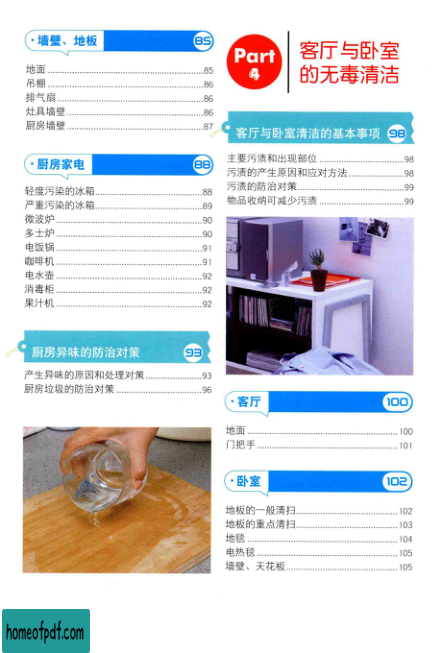 ·墙壁、地板 85
地面 85
吊棚 86
排气扇 86
灶具墙壁 86
厨房墙壁 87
·厨房家电 88
轻度污染的冰箱 88
严重污染的冰箱 89
微波炉 90
多士炉 90
电饭锅 91
咖啡机 91
电水壶 92
消毒柜 92
果汁机 92
厨房异味的防治对策 93
产生异味的原因和处理对策 93
厨房垃圾的防治对策 96
Part 4
客厅与卧室
的无毒清洁
客厅与卧室清洁的基本事项 98
主要污渍和出现部位 98
污渍的产生原因和应对方法 98
污渍的防治对策 99
物品收纳可减少污渍 99
·客厅 100
地面 100
门把手 101
·卧室 102
地板的一般清扫 102
地板的重点清扫 103
地毯 104
电热毯 105
墙壁、天花板 105
homeofpdf.com